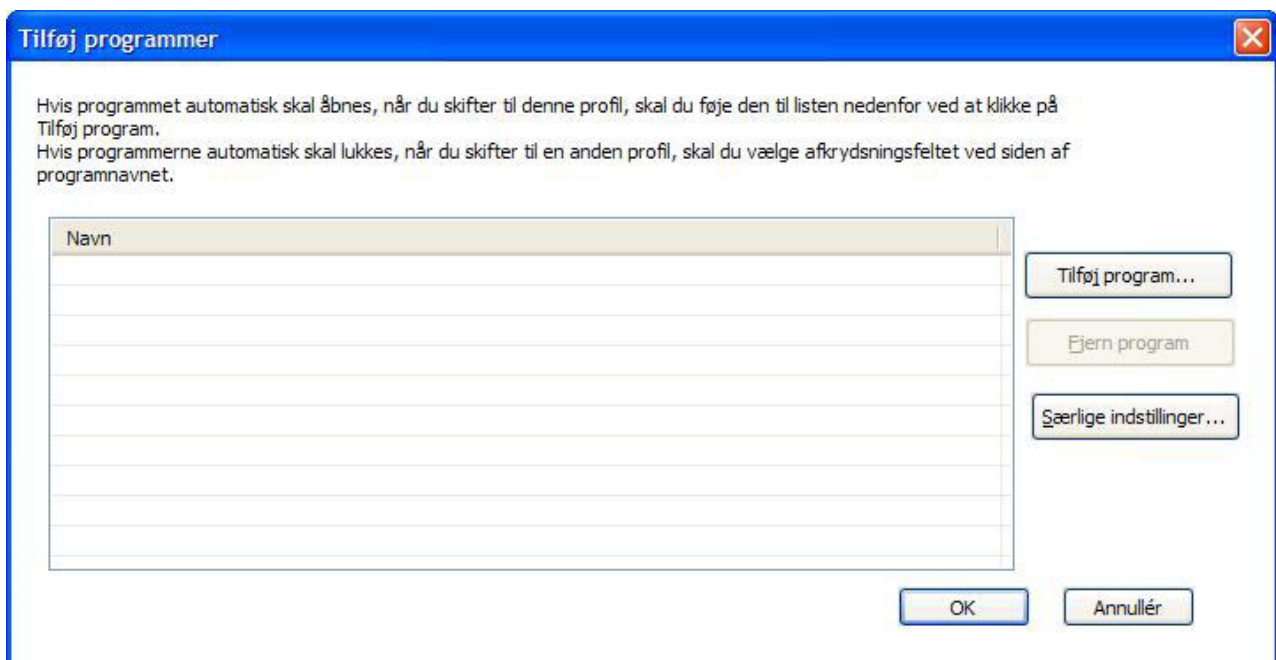 Tilføj programmer
Hvis programmet automatisk skal åbnes, når du skifter til denne profil, skal du føje den til listen nedenfor ved at klikke på
Tilføj program.
Hvis programmerne automatisk skal lukkes, når du skifter til en anden profil, skal du vælge afkrydsningsfeltet ved siden af
programnavnet.
Navn
Tilføj program...
Fjern program
Særlige indstillinger...
OK
Annullér